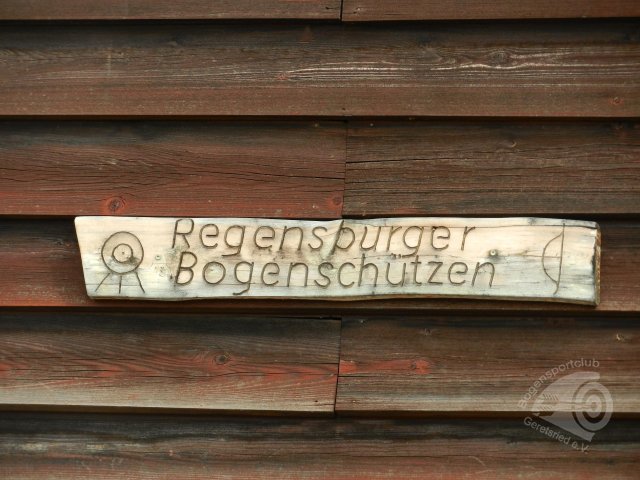 Regensburger
Bogenschützen
bogensportclub
Geretsried e.V.